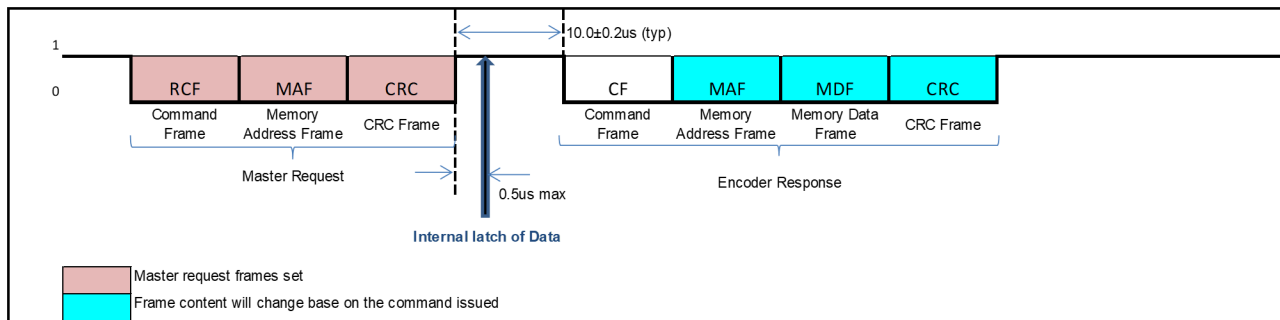 10.0±0.2us (typ)
1
0
RCF
MAF
CRC
CF
MAF
MDF
CRC
Command
Frame
Memory
Address Frame
CRC Frame
Command
Frame
Memory
Address Frame
Memory Data
Frame
CRC Frame
Master Request
Encoder Response
0.5us max
Internal latch of Data
Master request frames set
Frame content will change base on the command issued